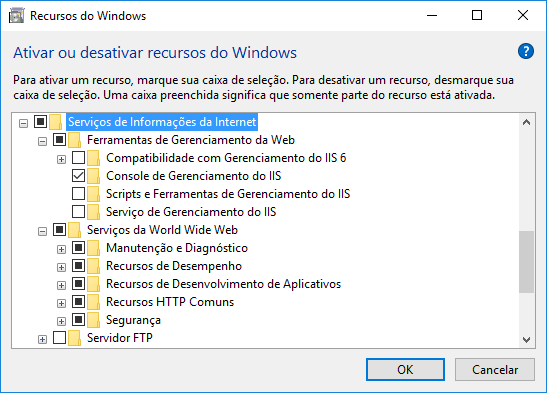 Recursos do Windows
Ativar ou desativar recursos do Windows
?
Para ativar um recurso, marque sua caixa de seleção. Para desativar um recurso, desmarque sua
caixa de seleção. Uma caixa preenchida significa que somente parte do recurso está ativada.
Serviços de Informações da Internet
Ferramentas de Gerenciamento da Web
Compatibilidade com Gerenciamento do IIS 6
Console de Gerenciamento do IIS
Scripts e Ferramentas de Gerenciamento do IIS
Serviço de Gerenciamento do IIS
Serviços da World Wide Web
Manutenção e Diagnóstico
Recursos de Desempenho
Recursos de Desenvolvimento de Aplicativos
Recursos HTTP Comuns
Segurança
Servidor FTP
OK
Cancelar